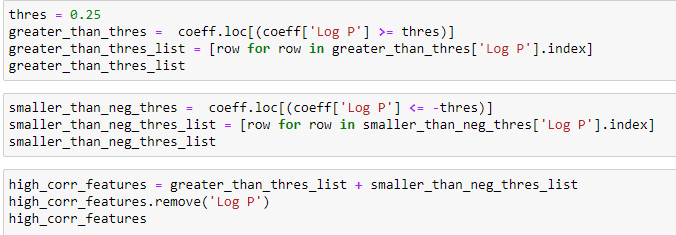 thres = 0.25
greater_than_thres =  coeff.loc[(coeff['Log P'] >= thres)]
greater_than_thres_list = [row for row in greater_than_thres['Log P'].index]
greater_than_thres_list
smaller_than_neg_thres =  coeff.loc[(coeff['Log P'] <= -thres)]
smaller_than_neg_thres_list = [row for row in smaller_than_neg_thres['Log P'].index]
smaller_than_neg_thres_list
high_corr_features = greater_than_thres_list + smaller_than_neg_thres_list
high_corr_features.remove('Log P')
high_corr_features